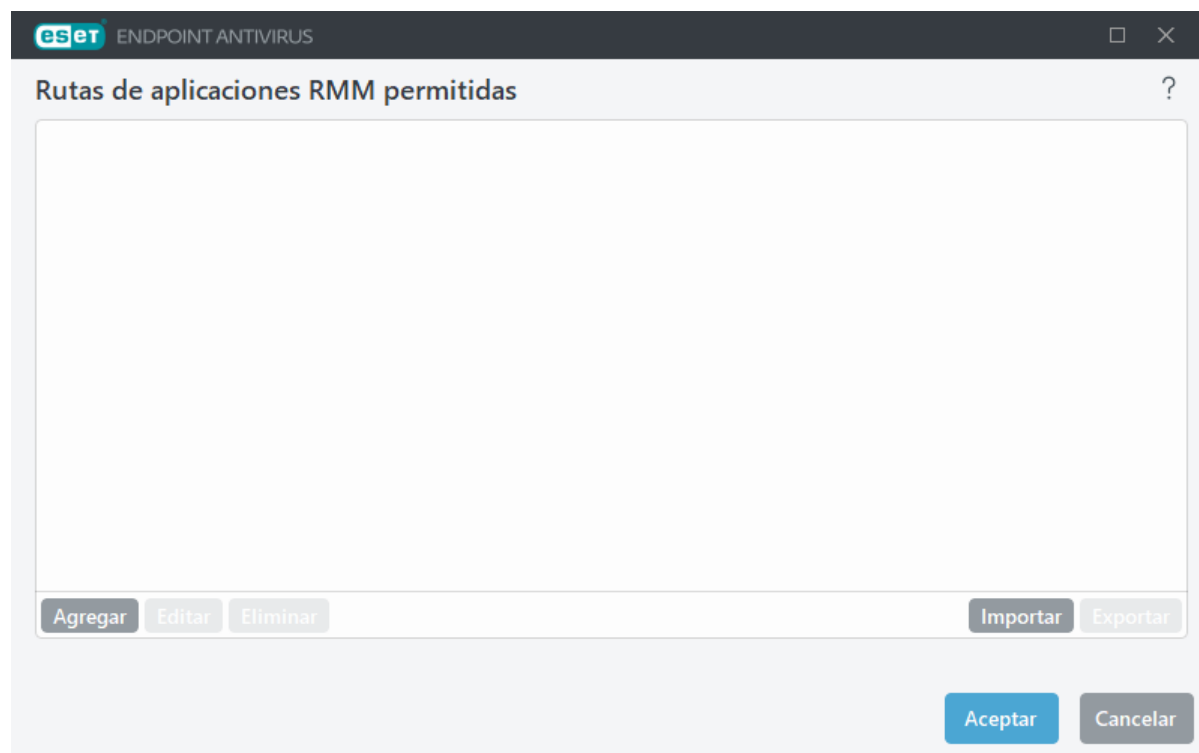 eset ENDPOINT ANTIVIRUS
Rutas de aplicaciones RMM permitidas ?
Agregar Editar Eliminar Importar Exportar
Aceptar Cancelar